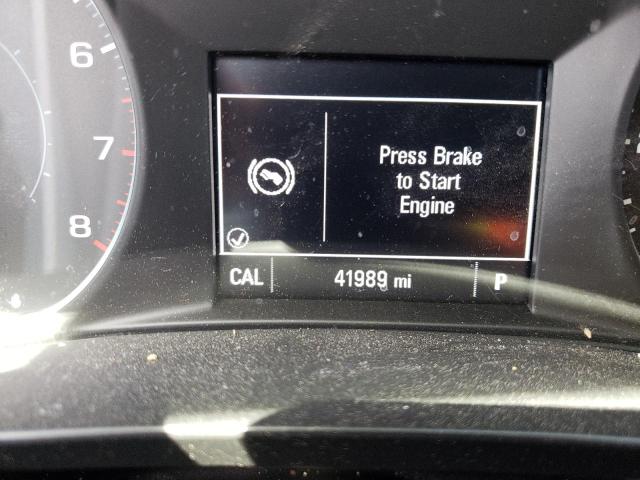 6
7
8
Press Brake
to Start
Engine
CAL 41989 mi P